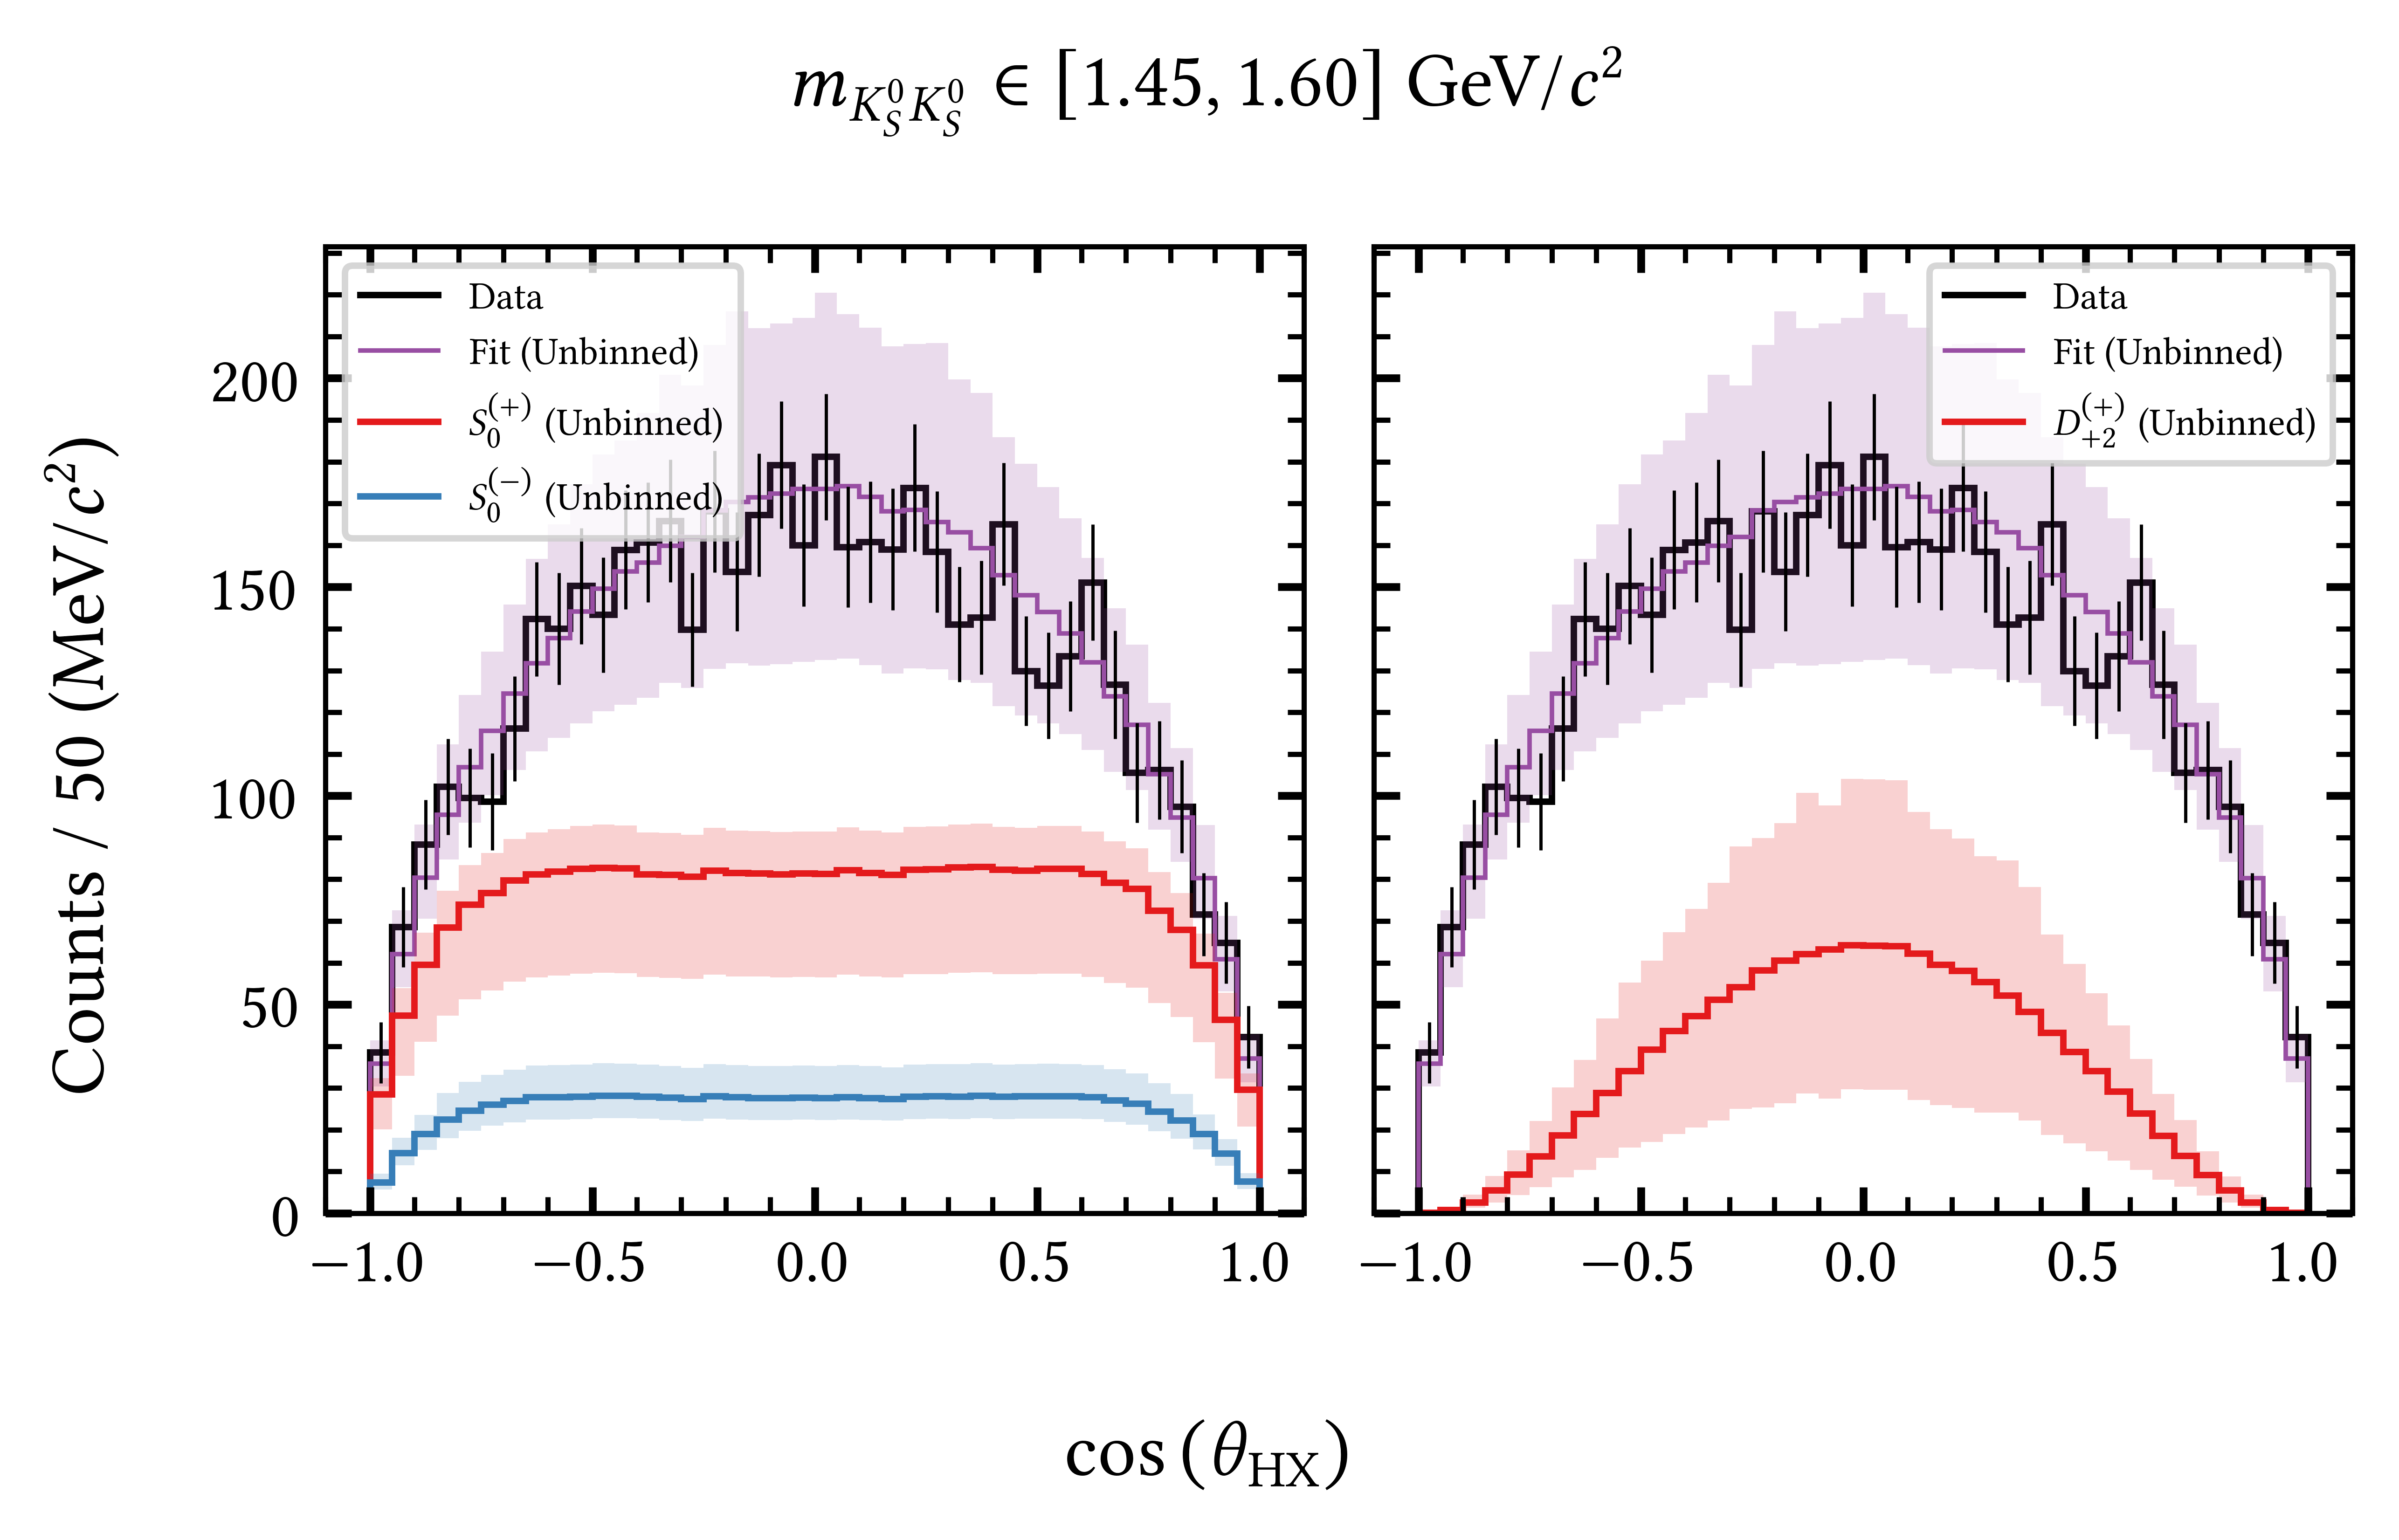 m_{K_S^0 K_S^0} ∈ [1.45, 1.60] GeV/c²
Counts / 50 (MeV/c²)
200
150
100
50
0
Data
Fit (Unbinned)
S_0^{(+)} (Unbinned)
S_0^{(−)} (Unbinned)
−1.0 −0.5 0.0 0.5 1.0
Data
Fit (Unbinned)
D_{+2}^{(+)} (Unbinned)
−1.0 −0.5 0.0 0.5 1.0
cos (θ_{HX})